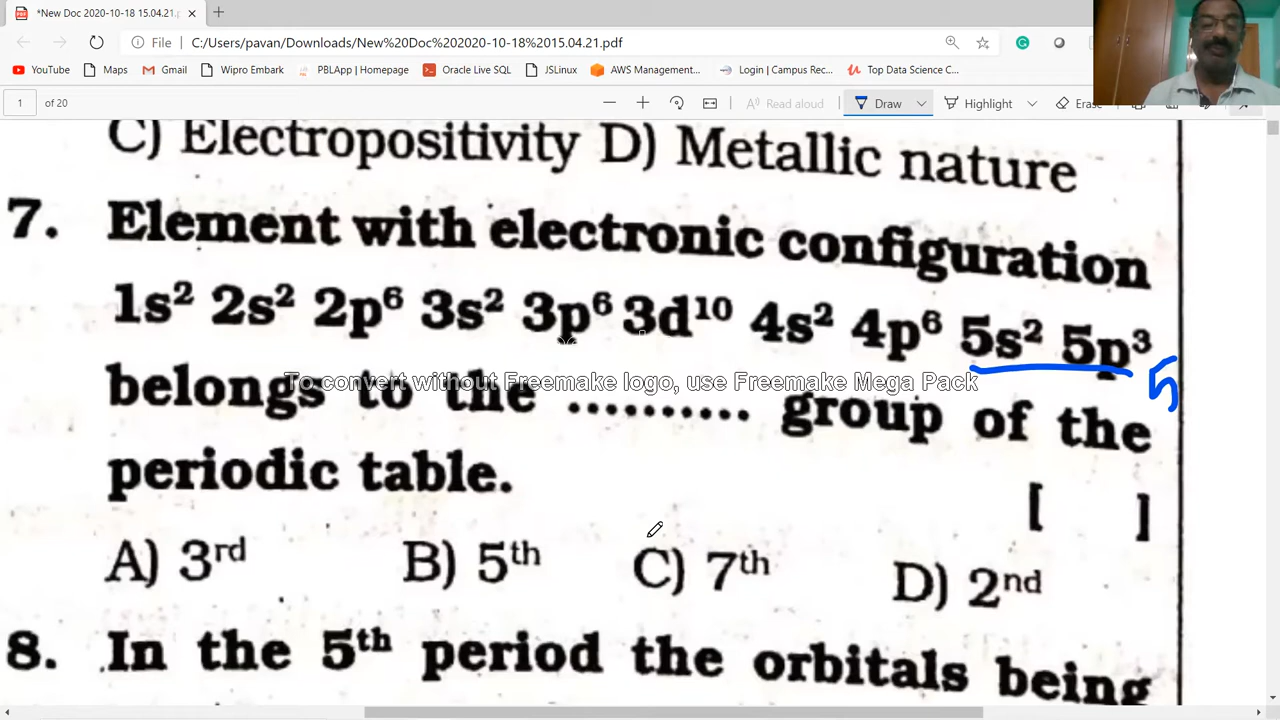 *New Doc 2020-10-18 15.04.21.p
File C:/Users/pavan/Downloads/New%20Doc%202020-10-18%2015.04.21.pdf
YouTube Maps Gmail Wipro Embark PBLApp | Homepage Oracle Live SQL JSLinux AWS Management... Login | Campus Rec... Top Data Science C...
1 of 20 Read aloud Draw Highlight Erase
C) Electropositivity D) Metallic nature
7. Element with electronic configuration
1s² 2s² 2p⁶ 3s² 3p⁶ 3d¹⁰ 4s² 4p⁶ 5s² 5p³
5
To convert without Freemake logo, use Freemake Mega Pack
belongs to the .......... group of the
periodic table. [ ]
A) 3rd B) 5th C) 7th D) 2nd
8. In the 5th period the orbitals being